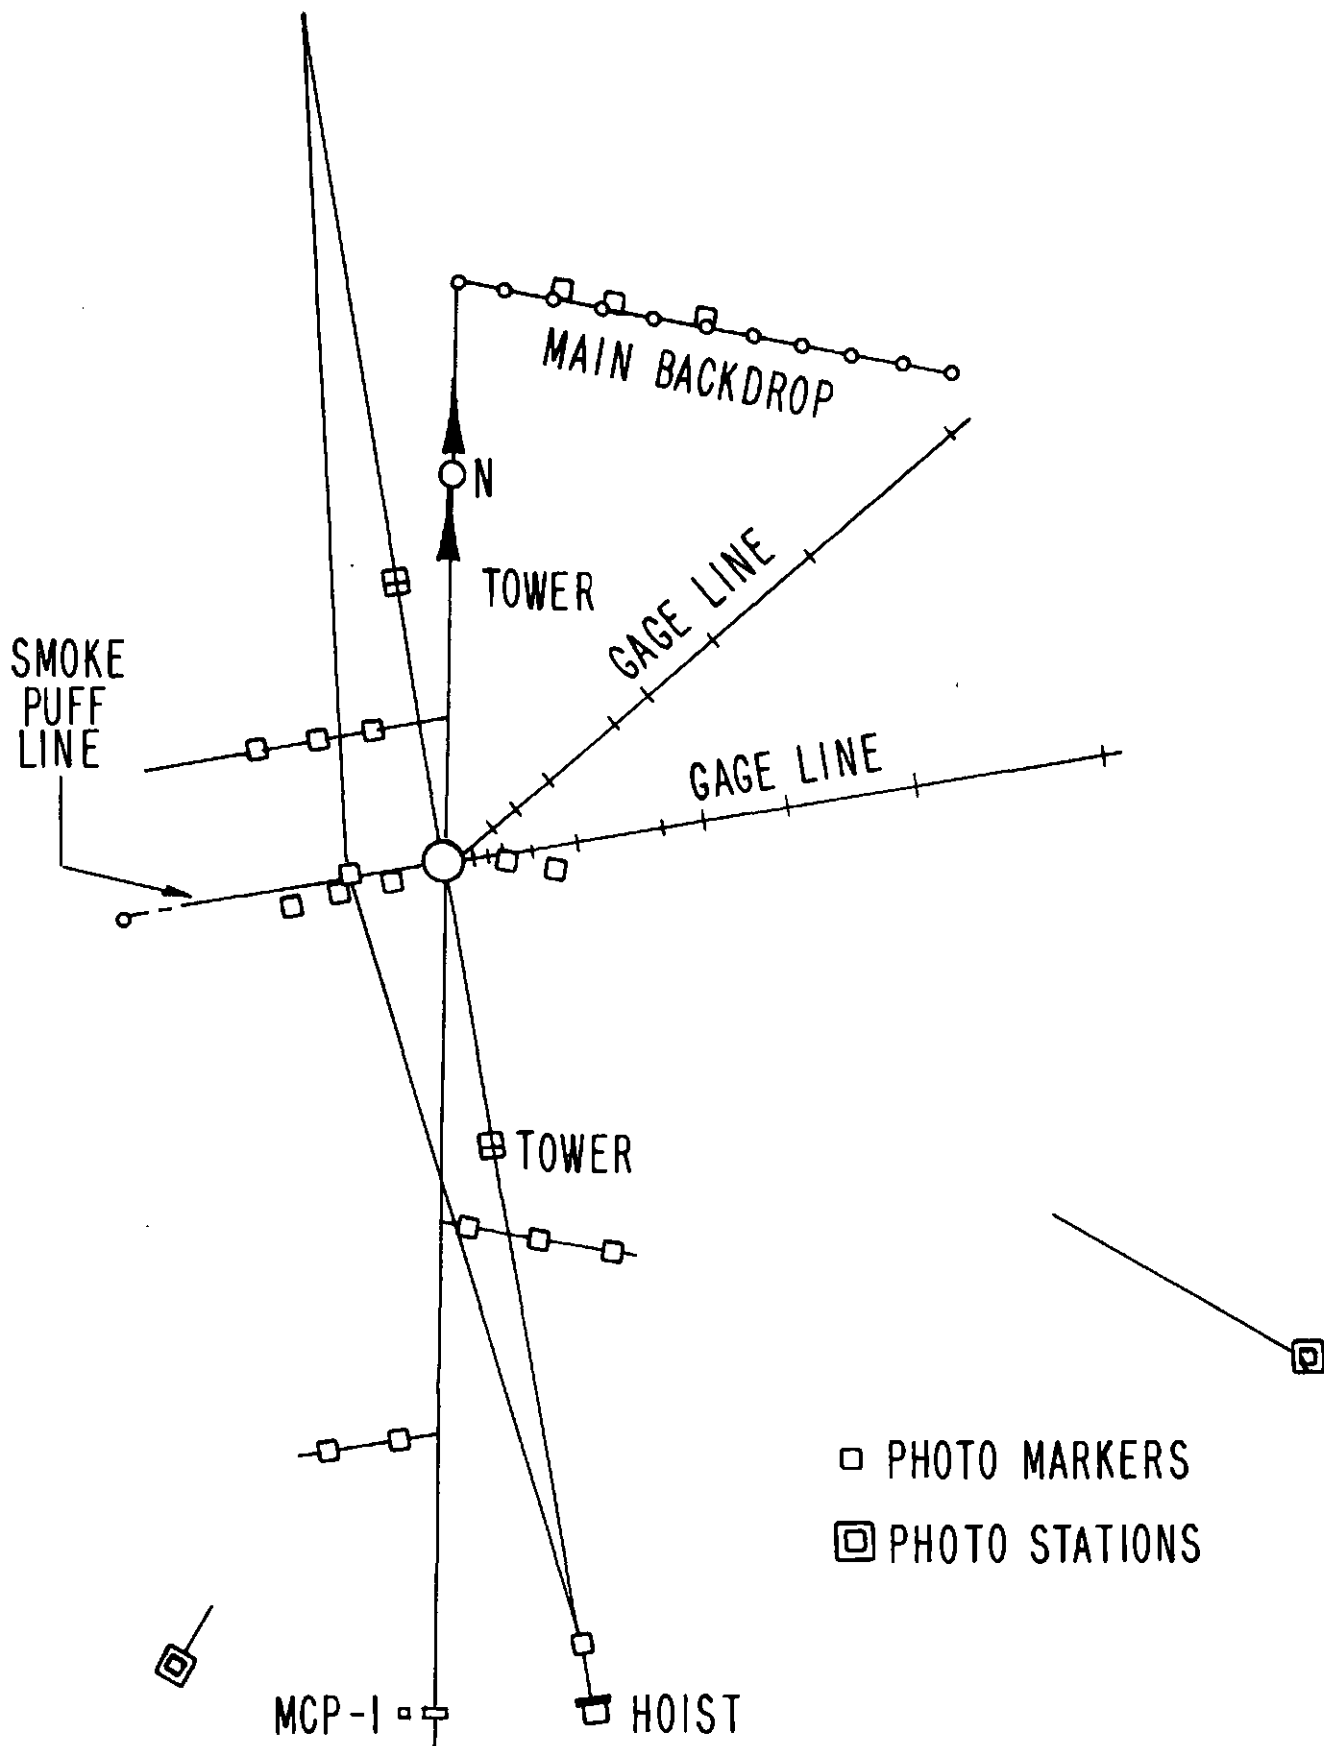 MAIN BACKDROP
N
TOWER
GAGE LINE
SMOKE
PUFF
LINE
GAGE LINE
TOWER
PHOTO MARKERS
PHOTO STATIONS
MCP-1
HOIST